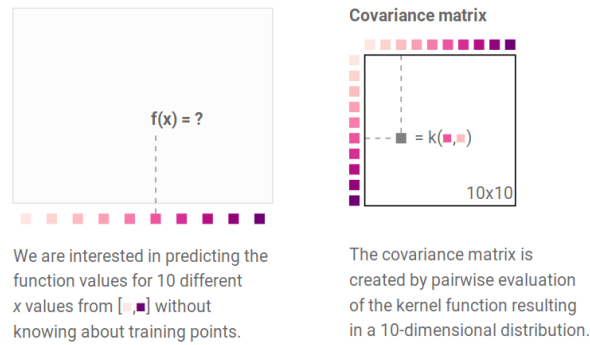 Covariance matrix
f(x) = ?
= k( , )
10x10
We are interested in predicting the
function values for 10 different
x values from [ , ] without
knowing about training points.
The covariance matrix is
created by pairwise evaluation
of the kernel function resulting
in a 10-dimensional distribution.